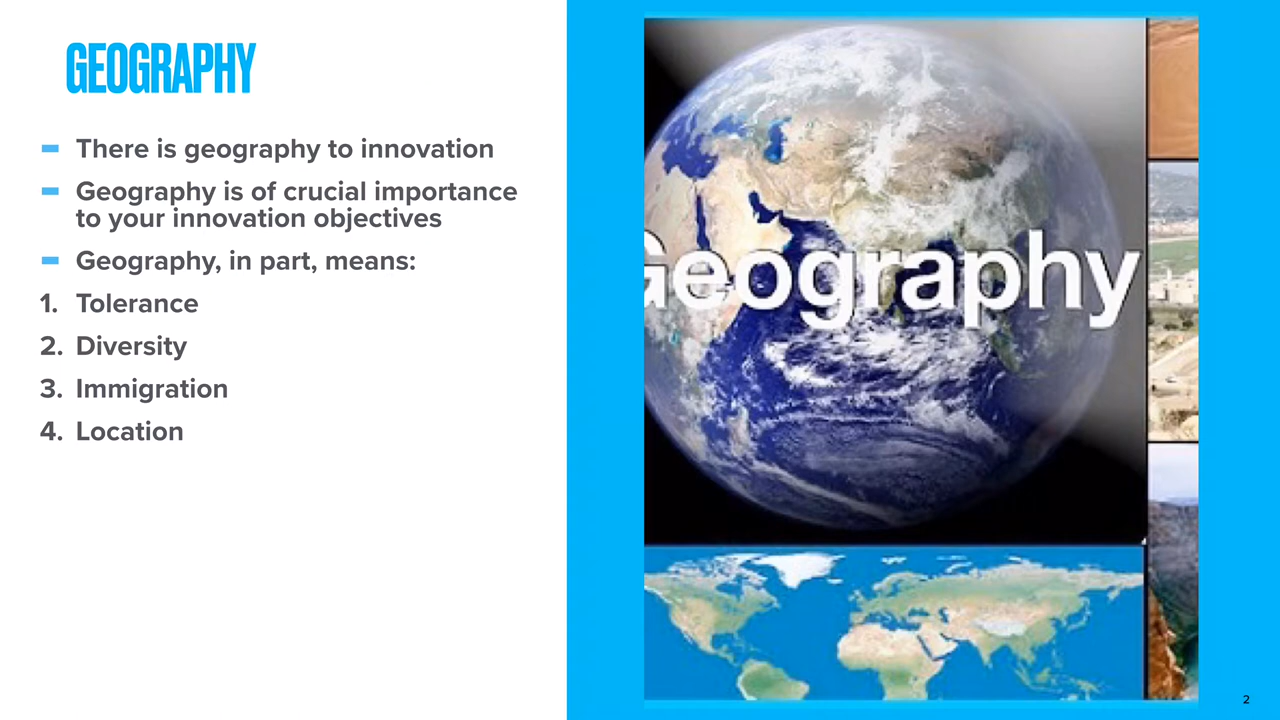 GEOGRAPHY
There is geography to innovation
Geography is of crucial importance
to your innovation objectives
Geography, in part, means:
1. Tolerance
2. Diversity
3. Immigration
4. Location
Geography
2